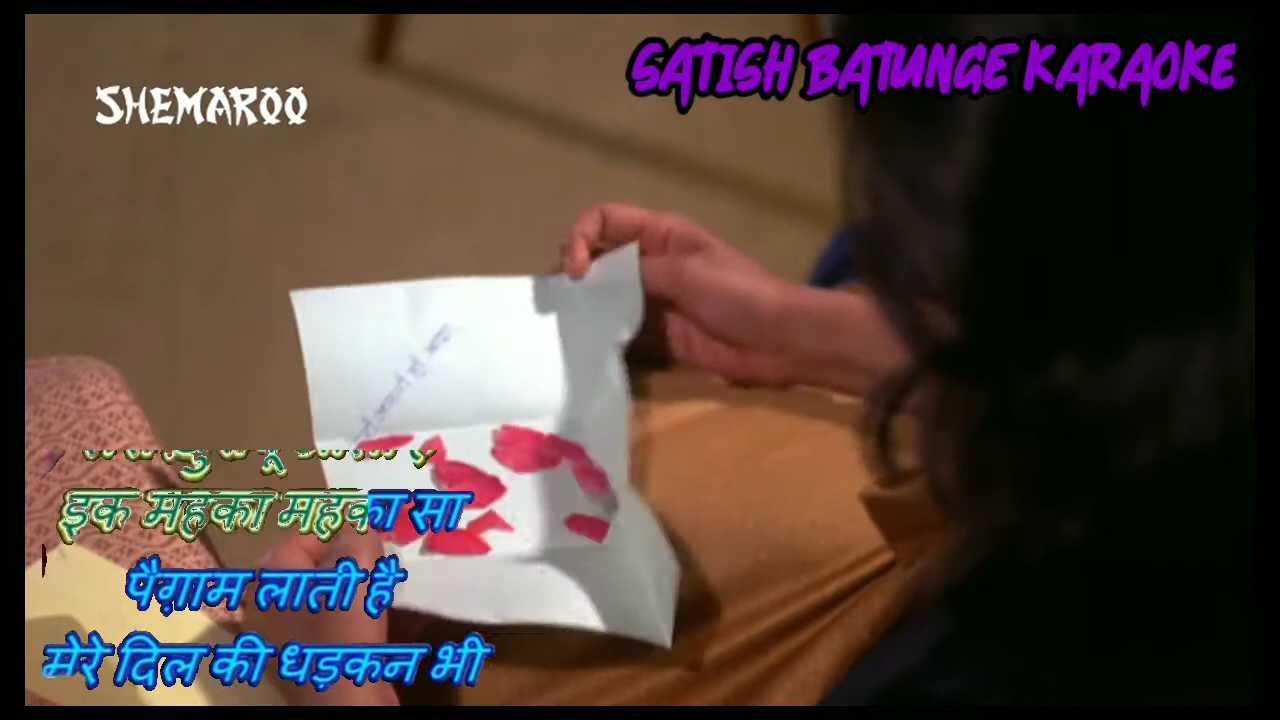 SATISH BATUNGE KARAOKE
SHEMAROO
इक महका महका सा
पैग़ाम लाती है
मेरे दिल की धड़कन भी